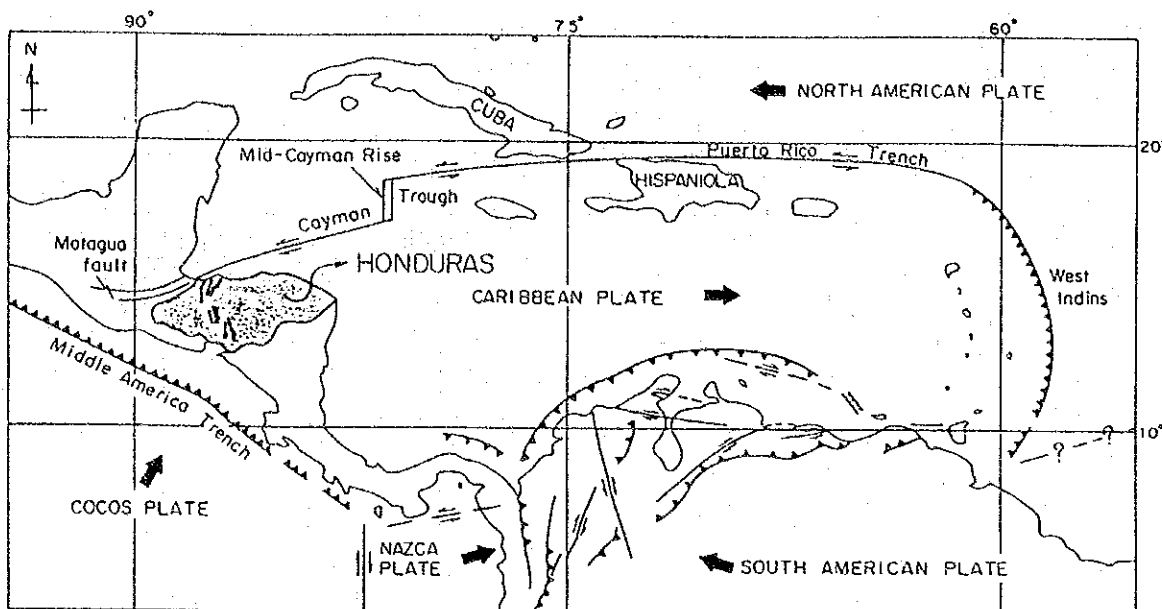 90°
75°
60°
N
NORTH AMERICAN PLATE
CUBA
20°
Mid-Cayman Rise
Puerto Rico Trench
HISPANIOLA
Trough
Cayman
Motagua
fault
HONDURAS
CARIBBEAN PLATE
West
Indins
Middle America
Trench
10°
?
?
COCOS PLATE
NAZCA
PLATE
SOUTH AMERICAN PLATE